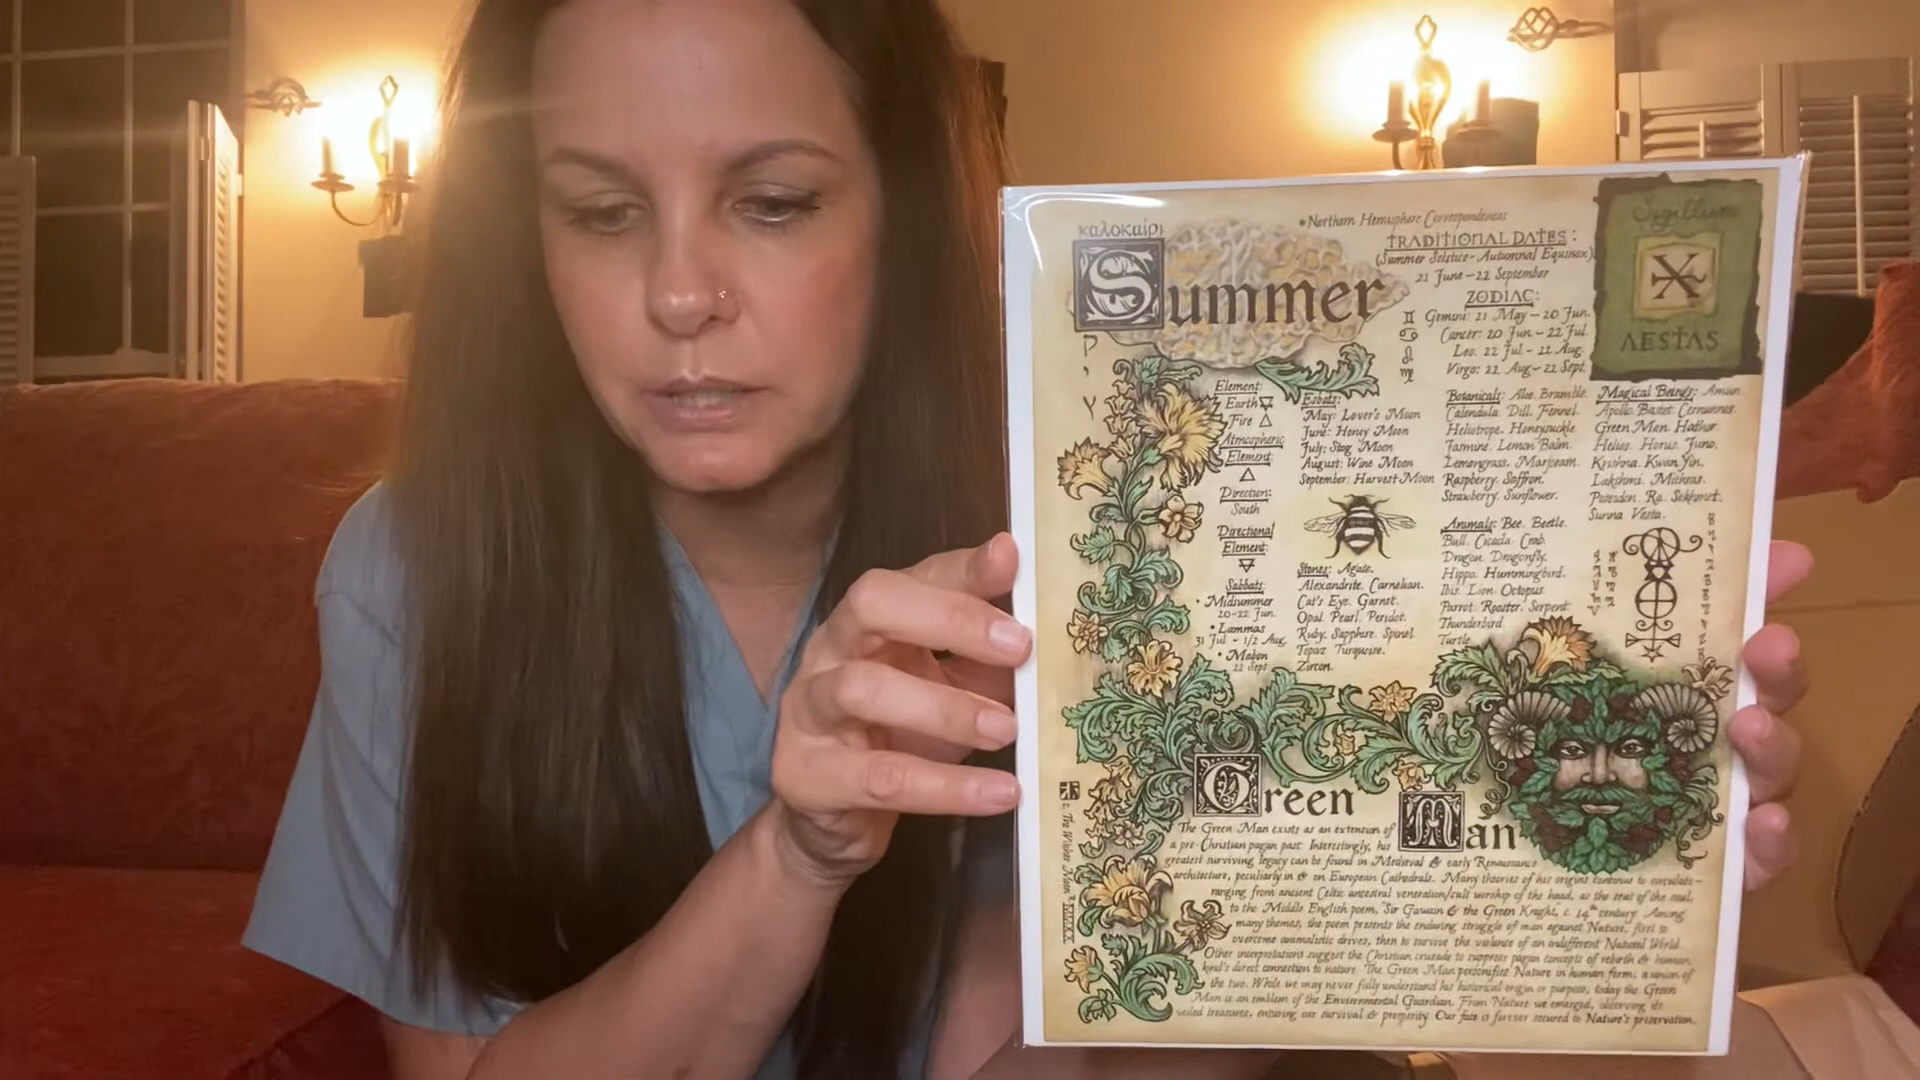 καλοκαίρι
Summer
*Northern Hemisphere Correspondences
TRADITIONAL DATES:
(Summer Solstice - Autumnal Equinox)
21 June - 22 September
ZODIAC:
♊ Gemini: 21 May - 20 Jun.
♋ Cancer: 20 Jun - 22 Jul.
♌ Leo: 22 Jul - 22 Aug.
♍ Virgo: 22 Aug - 22 Sept.
Sigillum
AESTAS
קיץ
Element:
Earth
Fire
Atmospheric
Element:
Direction:
South
Directional
Element:
Sabbats:
• Midsummer
20-22 Jun.
• Lammas
31 Jul - 1/2 Aug
• Mabon
22 Sept
Esbats:
May: Lover's Moon
June: Honey Moon
July: Stag Moon
August: Wine Moon
September: Harvest Moon
Stones: Agate.
Alexandrite. Carnelian.
Cat's Eye. Garnet.
Opal. Pearl. Peridot.
Ruby. Sapphire. Spinel.
Topaz. Turquoise.
Zircon.
Botanicals: Aloe. Bramble.
Calendula. Dill. Fennel.
Heliotrope. Honeysuckle.
Jasmine. Lemon Balm.
Lemongrass. Marjoram.
Raspberry. Saffron.
Strawberry. Sunflower.
Animals: Bee. Beetle.
Bull. Cicada. Crab.
Dragon. Dragonfly.
Hippo. Hummingbird.
Ibis. Lion. Octopus.
Parrot. Rooster. Serpent.
Thunderbird.
Turtle.
Magical Beings: Amun.
Apollo. Bastet. Cernunnos.
Green Man. Hathor.
Helios. Horus. Juno.
Krishna. Kwan Yin.
Lakshmi. Mithras.
Poseidon. Ra. Sekhmet.
Sunna. Vesta.
Green Man
The Green Man exists as an extension of
a pre-Christian pagan past. Interestingly, his
greatest surviving legacy can be found in Medieval & early Renaissance
architecture, peculiarly in & on European Cathedrals. Many theories of his origins continue to circulate-
ranging from ancient Celtic ancestral veneration/cult worship of the head, as the seat of the soul,
to the Middle English poem, "Sir Gawain & the Green Knight, c. 14th century. Among
many themes, the poem presents the enduring struggle of man against Nature, first to
overcome animalistic drives, then to survive the violence of an indifferent Natural World.
Other interpretations suggest the Christian crusade to suppress pagan concepts of rebirth & human
kind's direct connection to nature. The Green Man personifies Nature in human form; a union of
the two. While we may never fully understand his historical origin or purpose, today the Green
Man is an emblem of the Environmental Guardian. From Nature we emerged, observing its
veiled treasures, ensuring our survival & prosperity. Our fate is forever secured to Nature's preservation.